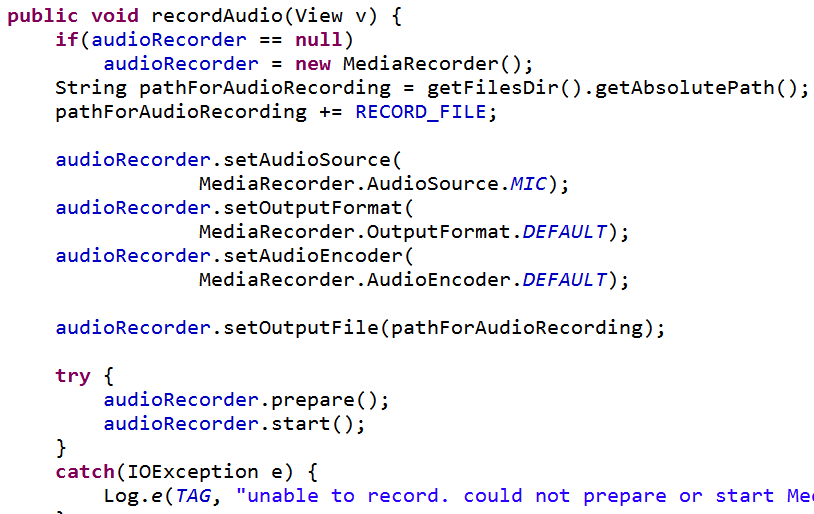 public void recordAudio(View v) {
    if(audioRecorder == null)
        audioRecorder = new MediaRecorder();
    String pathForAudioRecording = getFilesDir().getAbsolutePath();
    pathForAudioRecording += RECORD_FILE;

    audioRecorder.setAudioSource(
                MediaRecorder.AudioSource.MIC);
    audioRecorder.setOutputFormat(
                MediaRecorder.OutputFormat.DEFAULT);
    audioRecorder.setAudioEncoder(
                MediaRecorder.AudioEncoder.DEFAULT);

    audioRecorder.setOutputFile(pathForAudioRecording);

    try {
        audioRecorder.prepare();
        audioRecorder.start();
    }
    catch(IOException e) {
        Log.e(TAG, "unable to record. could not prepare or start